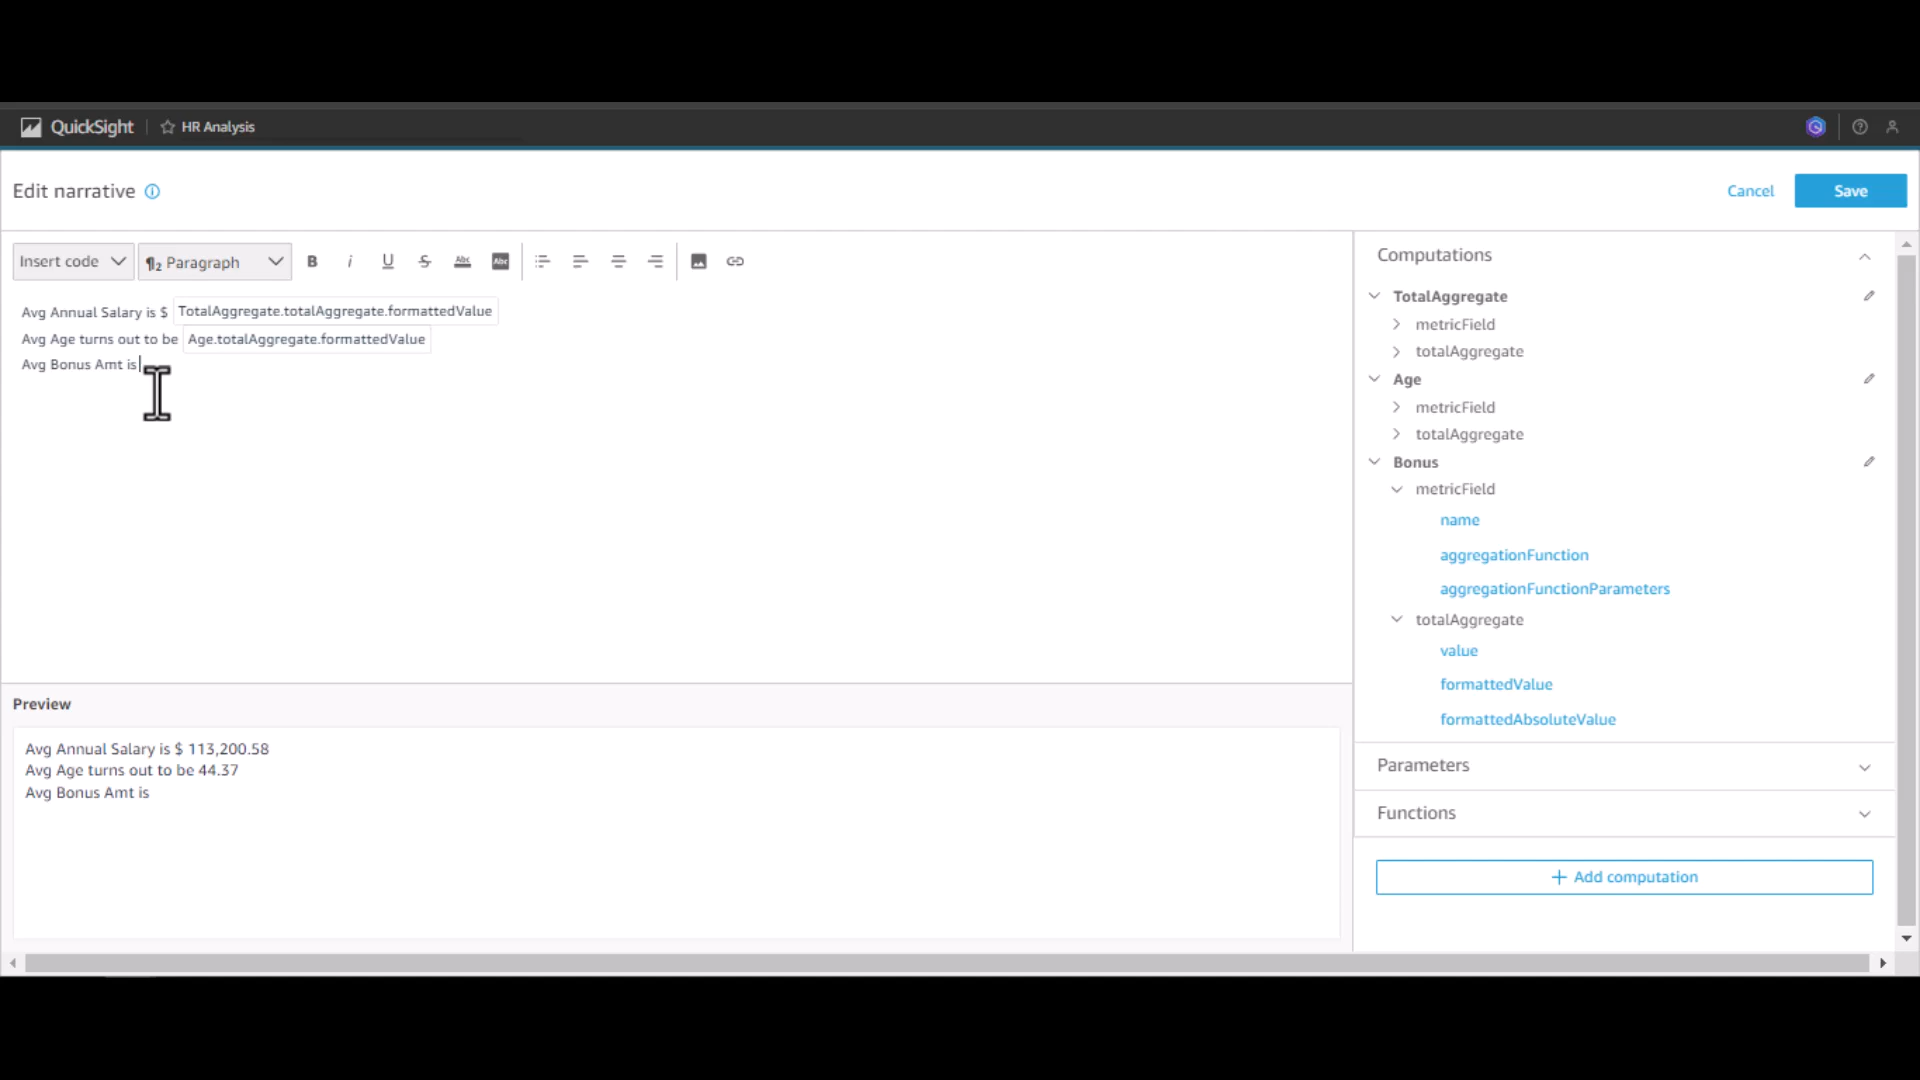 QuickSight
HR Analysis
Edit narrative
Cancel
Save
Insert code
¶2 Paragraph
B i U S Abc Abc
Avg Annual Salary is $ TotalAggregate.totalAggregate.formattedValue
Avg Age turns out to be Age.totalAggregate.formattedValue
Avg Bonus Amt is
Preview
Avg Annual Salary is $ 113,200.58
Avg Age turns out to be 44.37
Avg Bonus Amt is
Computations
TotalAggregate
metricField
totalAggregate
Age
metricField
totalAggregate
Bonus
metricField
name
aggregationFunction
aggregationFunctionParameters
totalAggregate
value
formattedValue
formattedAbsoluteValue
Parameters
Functions
+ Add computation